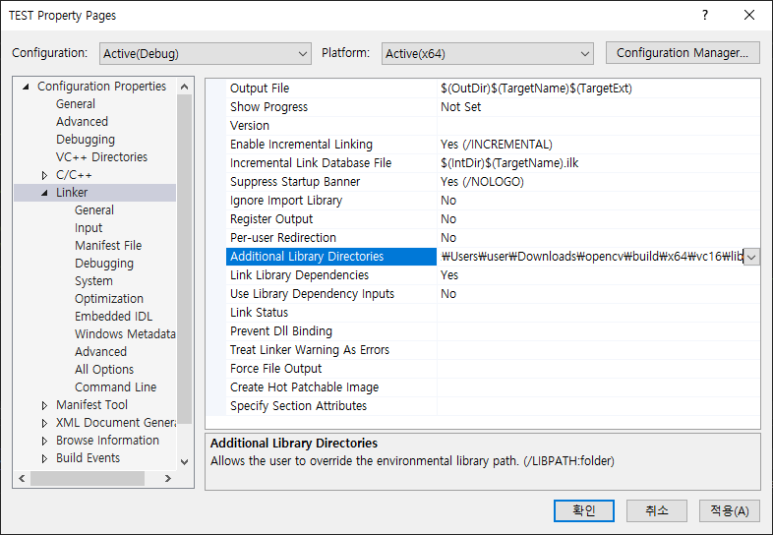 TEST Property Pages
Configuration: Active(Debug) Platform: Active(x64) Configuration Manager...
Configuration Properties
General
Advanced
Debugging
VC++ Directories
C/C++
Linker
General
Input
Manifest File
Debugging
System
Optimization
Embedded IDL
Windows Metadata
Advanced
All Options
Command Line
Manifest Tool
XML Document Genera
Browse Information
Build Events
Output File $(OutDir)$(TargetName)$(TargetExt)
Show Progress Not Set
Version
Enable Incremental Linking Yes (/INCREMENTAL)
Incremental Link Database File $(IntDir)$(TargetName).ilk
Suppress Startup Banner Yes (/NOLOGO)
Ignore Import Library No
Register Output No
Per-user Redirection No
Additional Library Directories ₩Users₩user₩Downloads₩opencv₩build₩x64₩vc16₩lib
Link Library Dependencies Yes
Use Library Dependency Inputs No
Link Status
Prevent Dll Binding
Treat Linker Warning As Errors
Force File Output
Create Hot Patchable Image
Specify Section Attributes
Additional Library Directories
Allows the user to override the environmental library path. (/LIBPATH:folder)
확인 취소 적용(A)